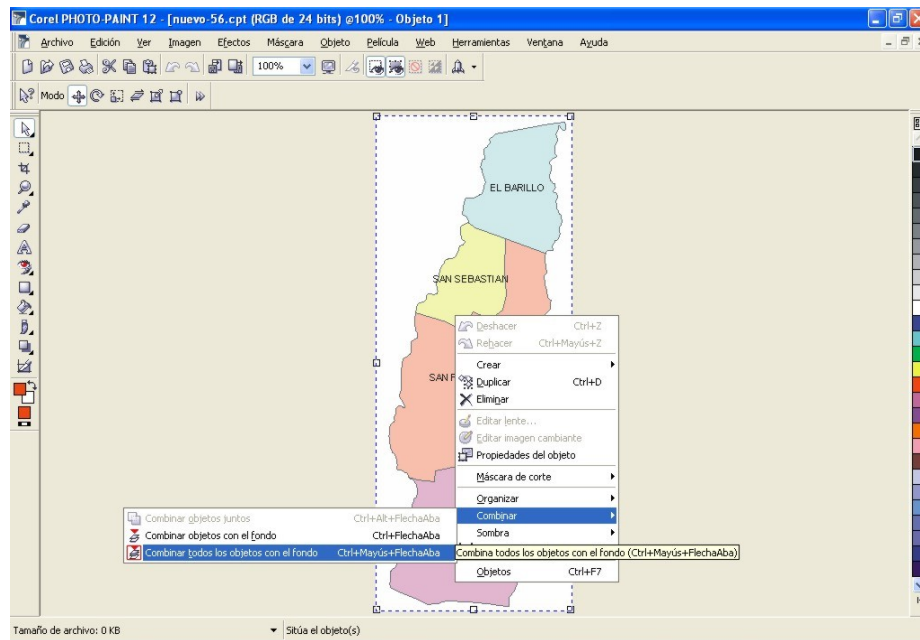 Corel PHOTO-PAINT 12 - [nuevo-56.cpt (RGB de 24 bits) @100% - Objeto 1]
Archivo Edición Ver Imagen Efectos Máscara Objeto Película Web Herramientas Ventana Ayuda
100%
Modo
EL BARILLO
SAN SEBASTIAN
SAN F
Deshacer Ctrl+Z
Rehacer Ctrl+Mayús+Z
Crear
Duplicar Ctrl+D
Eliminar
Editar lente...
Editar imagen cambiante
Propiedades del objeto
Máscara de corte
Organizar
Combinar
Sombra
Combinar objetos juntos Ctrl+Alt+FlechaAba
Combinar objetos con el fondo Ctrl+FlechaAba
Combinar todos los objetos con el fondo Ctrl+Mayús+FlechaAba
Combina todos los objetos con el fondo (Ctrl+Mayús+FlechaAba)
Objetos Ctrl+F7
Tamaño de archivo: 0 KB Sitúa el objeto(s)